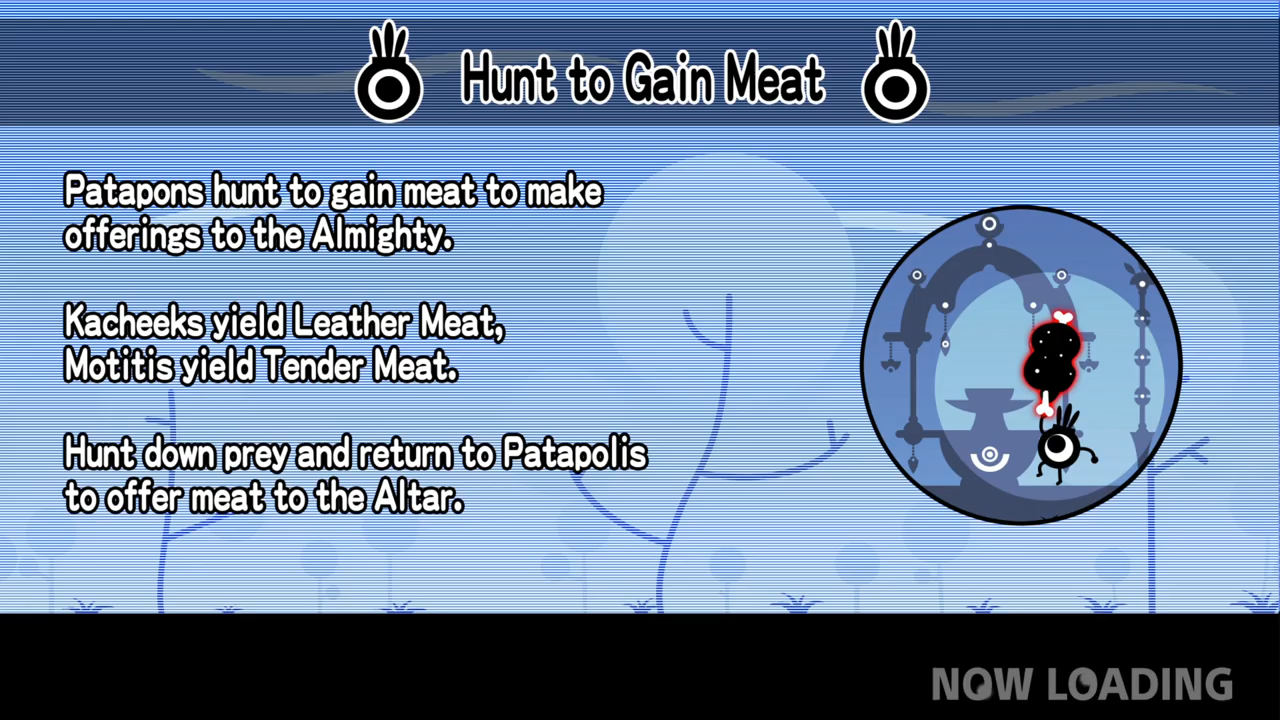 Hunt to Gain Meat
Patapons hunt to gain meat to make
offerings to the Almighty.
Kacheeks yield Leather Meat,
Motitis yield Tender Meat.
Hunt down prey and return to Patapolis
to offer meat to the Altar.
NOW LOADING